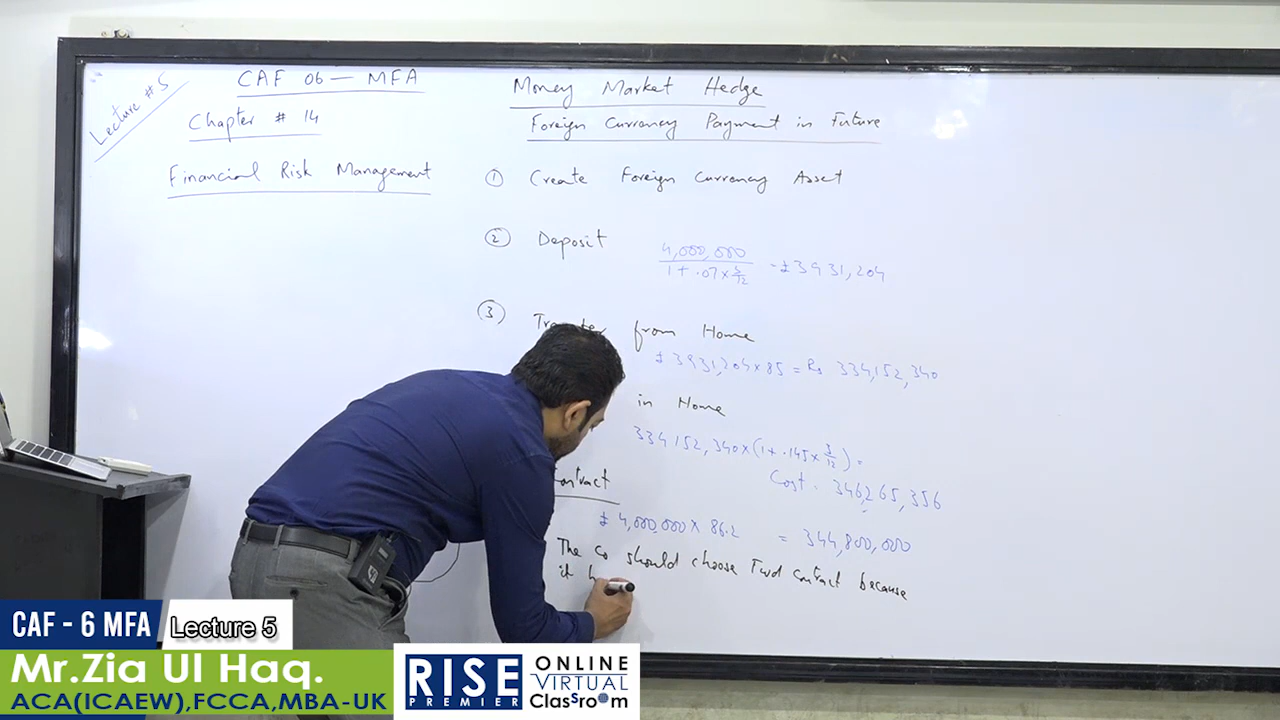 Lecture #5
CAF 06 — MFA
Chapter # 14
Financial Risk Management
Money Market Hedge
Foreign Currency Payment in Future
① Create Foreign Currency Asset
② Deposit
4,000,000
1 + .07 × 3/12
= £3931,204
③ from Home
£ 3931,204 × 85 = Rs 334,152,340
in Home
334152,340 × (1 + .145 × 3/12) =
Cost = 346,265,356
£ 4,000,000 × 86.2 = 344,800,000
The Co should choose Fwd contract because
it
CAF - 6 MFA
Lecture 5
Mr.Zia Ul Haq.
ACA(ICAEW),FCCA,MBA-UK
RISE
PREMIER
ONLINE
VIRTUAL
Classroom